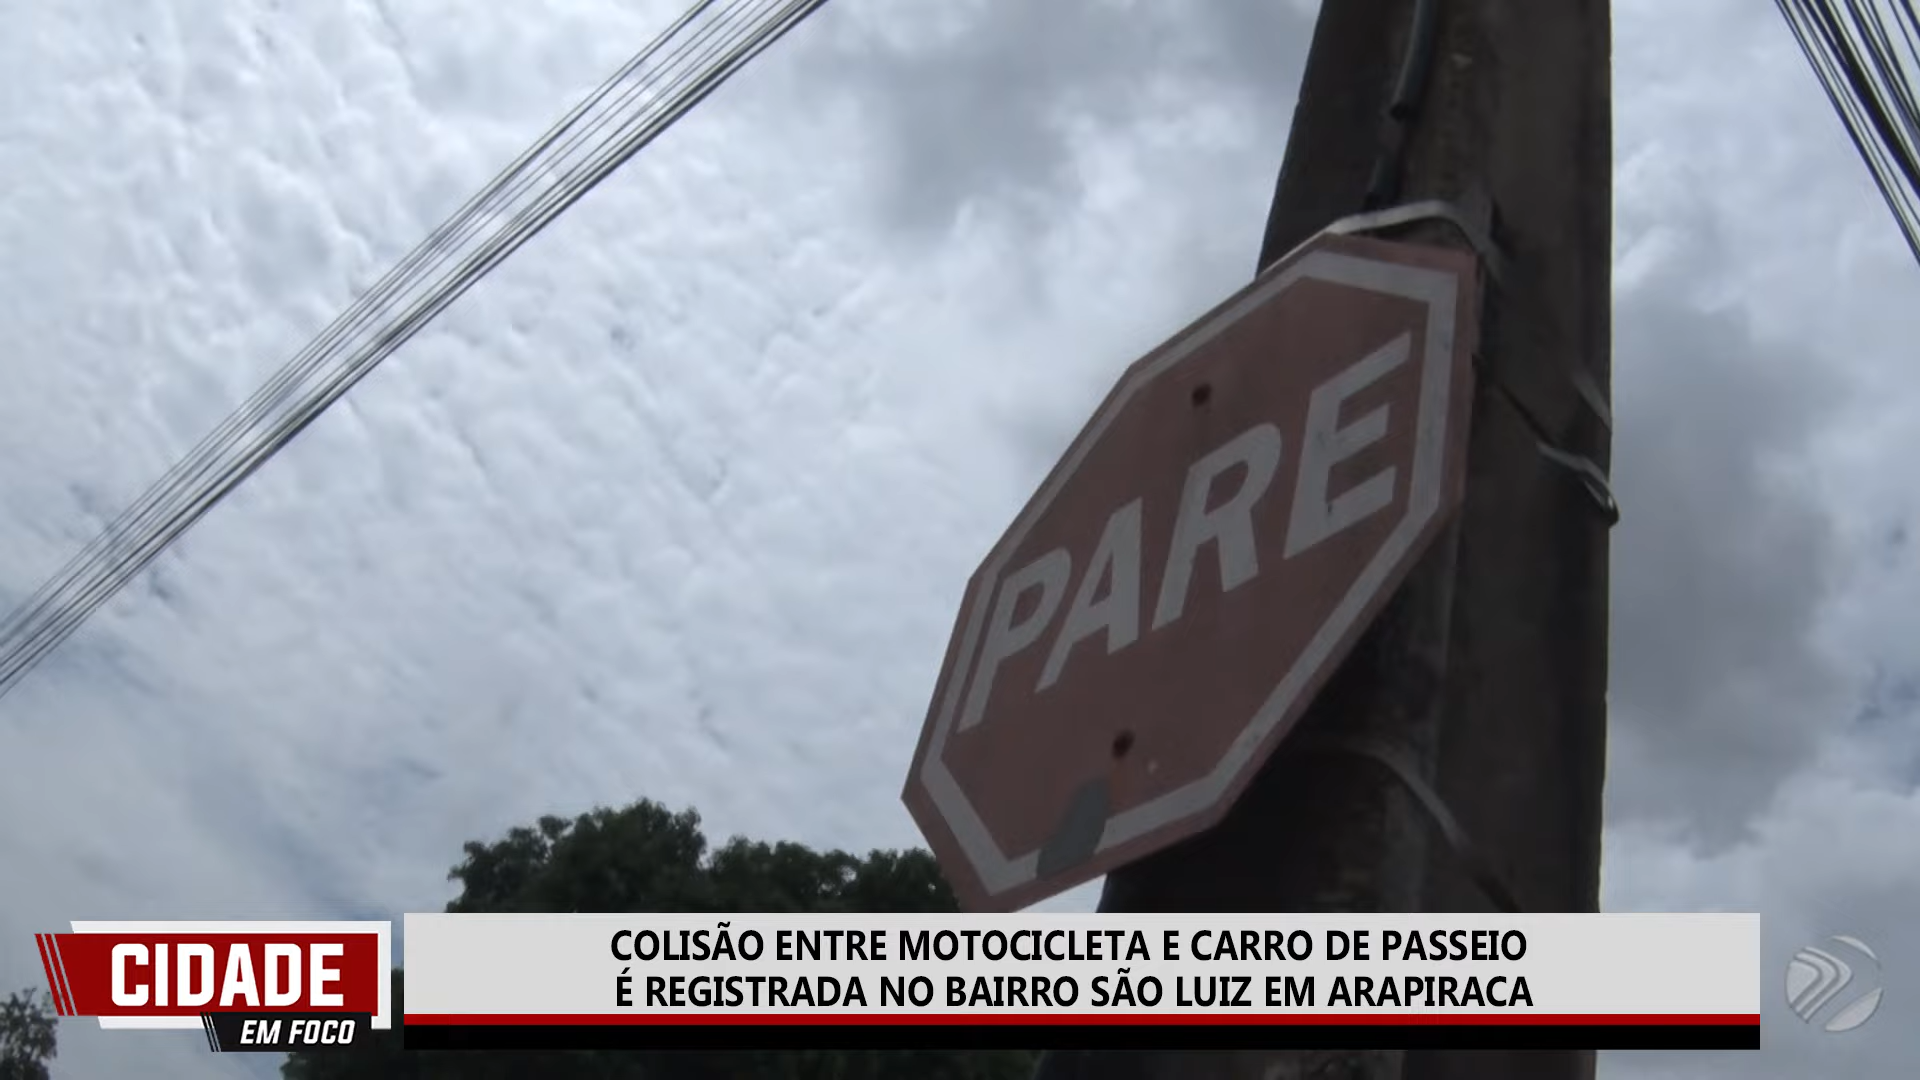 PARE
CIDADE
EM FOCO
COLISÃO ENTRE MOTOCICLETA E CARRO DE PASSEIO
É REGISTRADA NO BAIRRO SÃO LUIZ EM ARAPIRACA